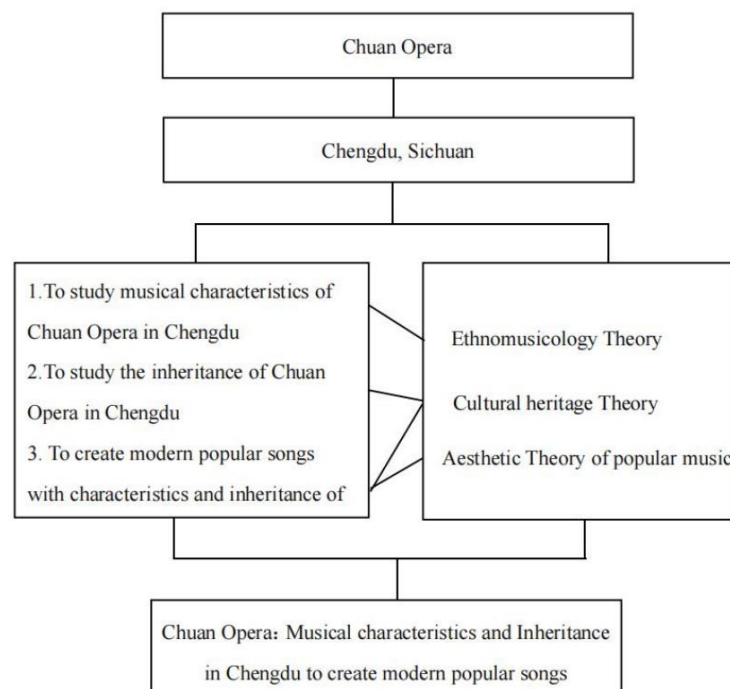 Chuan Opera
Chengdu, Sichuan
1.To study musical characteristics of
Chuan Opera in Chengdu
2.To study the inheritance of Chuan
Opera in Chengdu
3. To create modern popular songs
with characteristics and inheritance of
Ethnomusicology Theory
Cultural heritage Theory
Aesthetic Theory of popular music
Chuan Opera：Musical characteristics and Inheritance
in Chengdu to create modern popular songs